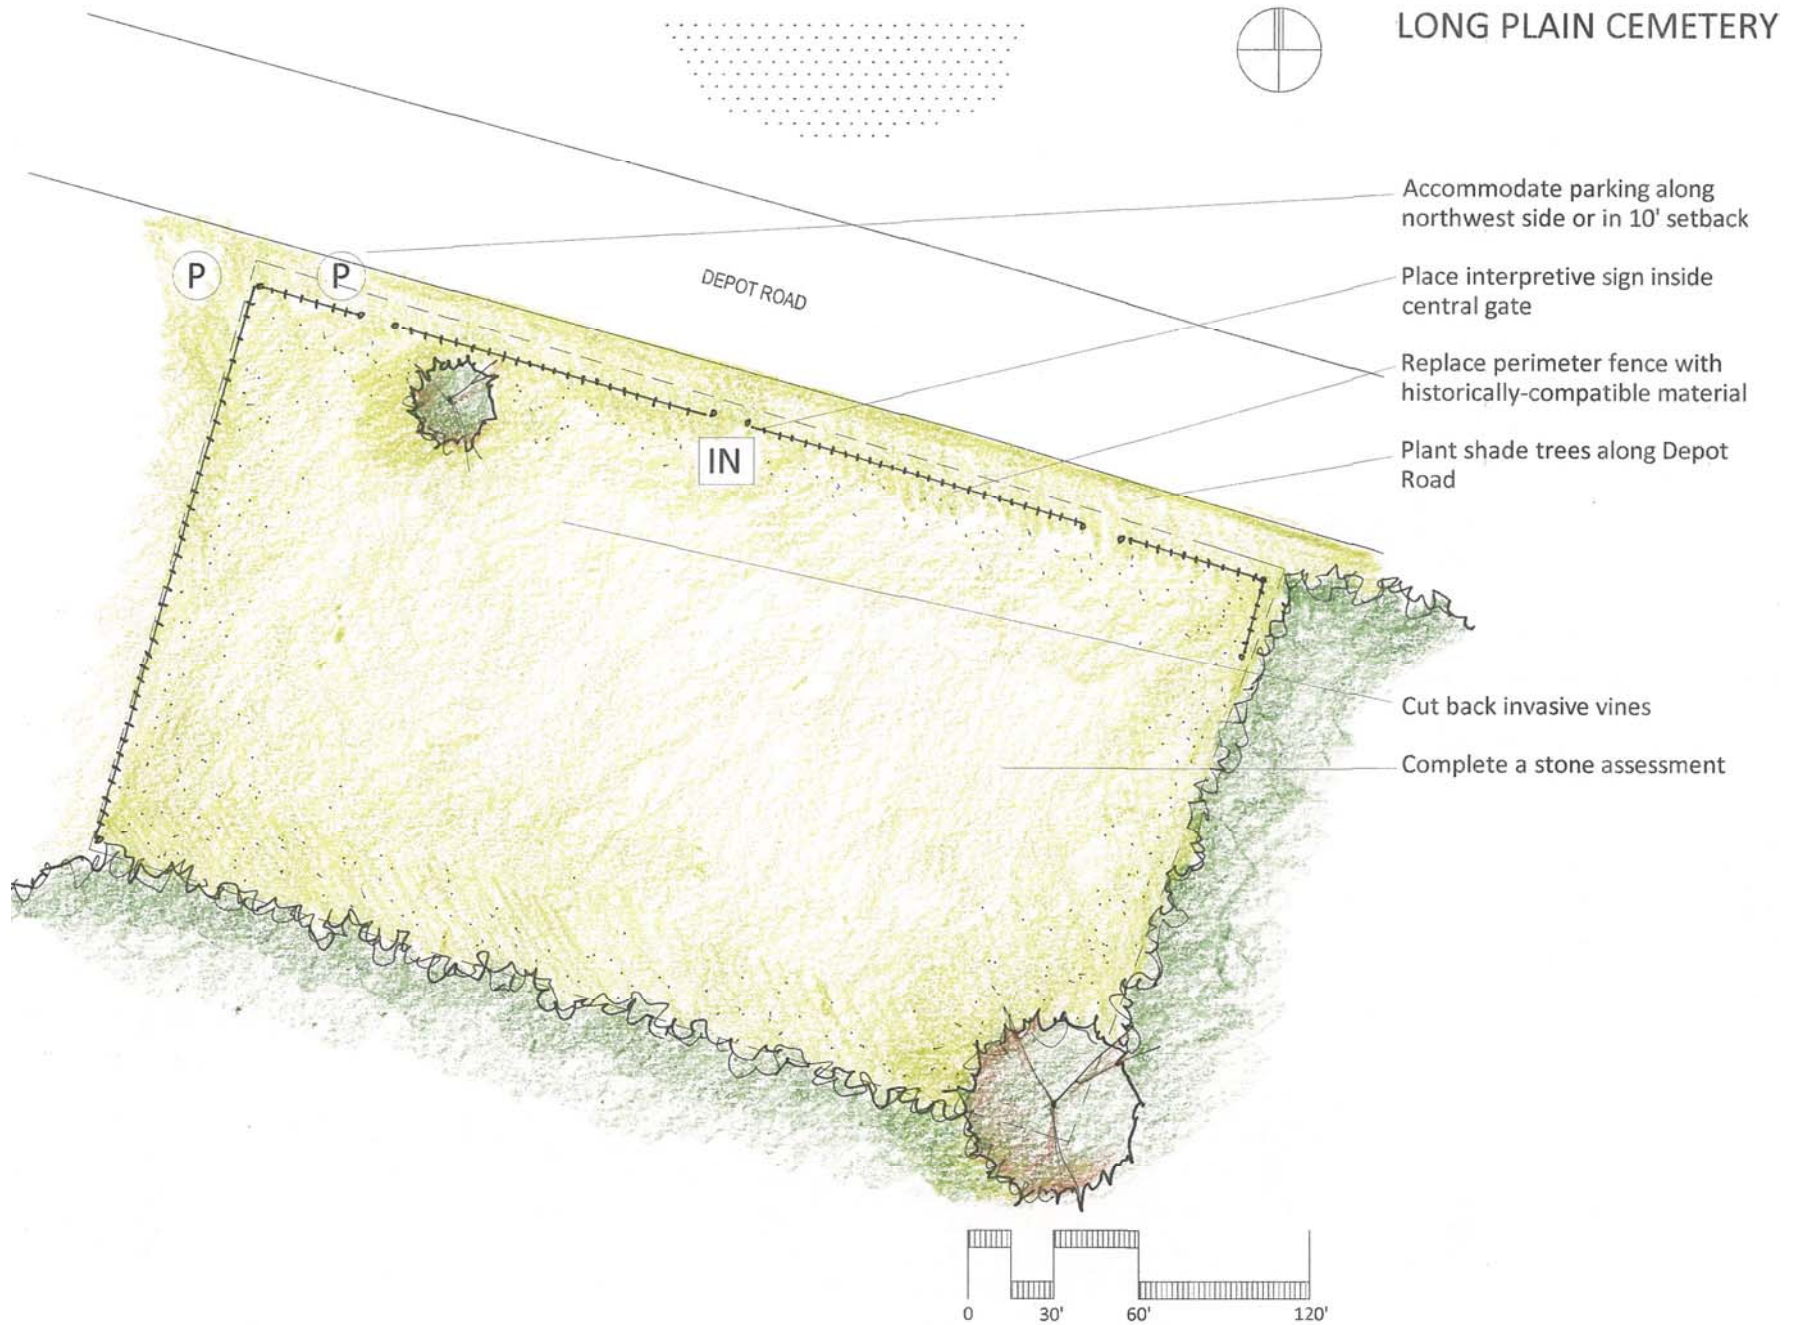 LONG PLAIN CEMETERY
Accommodate parking along
northwest side or in 10' setback
P
P
DEPOT ROAD
Place interpretive sign inside
central gate
Replace perimeter fence with
historically-compatible material
IN
Plant shade trees along Depot
Road
Cut back invasive vines
Complete a stone assessment
0 30' 60' 120'